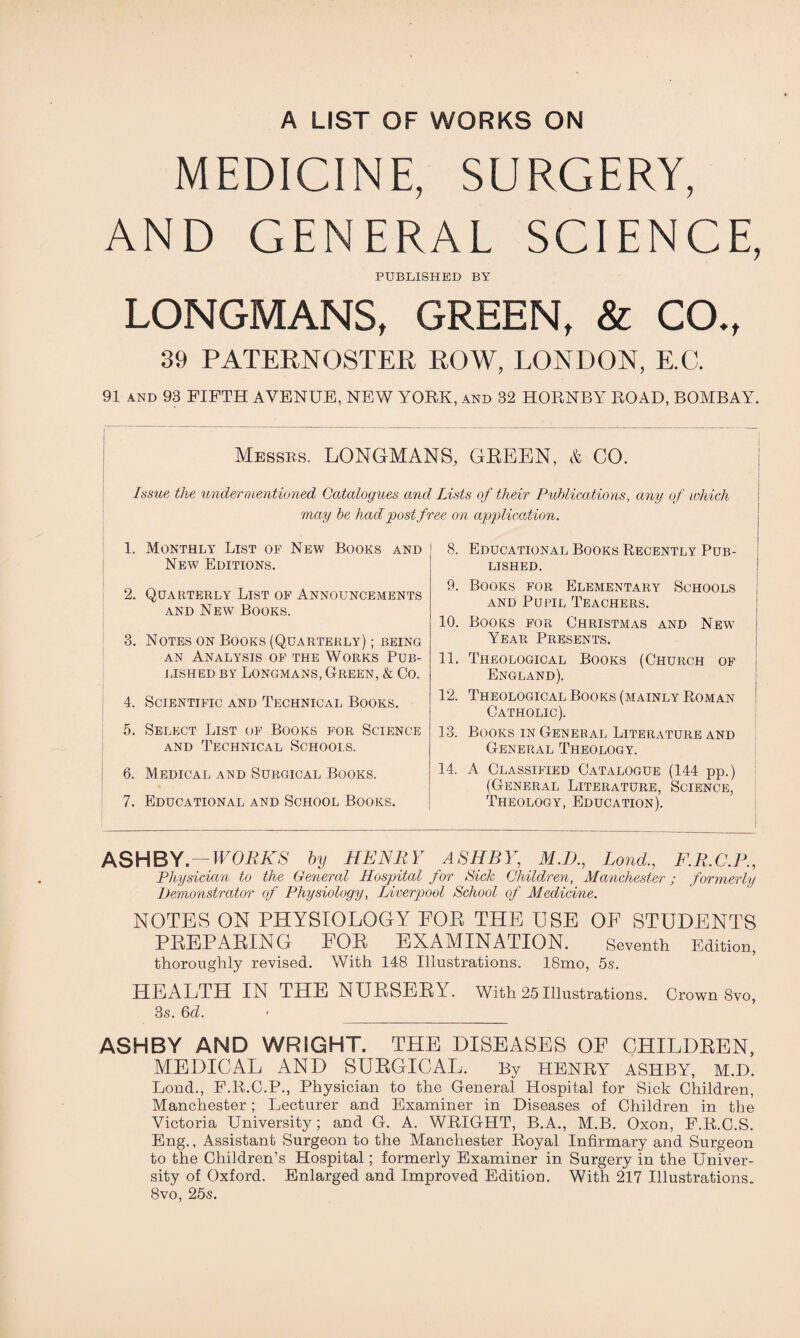 A LIST OF WORKS ON
MEDICINE, SURGERY,
AND GENERAL SCIENCE,
PUBLISHED BY
LONGMANS, GREEN, & CO.,
39 PATERNOSTER ROW, LONDON, E.C.
91 AND 93 FIFTH AVENUE, NEW YORK, AND 32 HORNBY ROAD, BOMBAY.
MESSRS. LONGMANS, GREEN, & CO.
Issue the undermentioned Catalogues and Lists of their Publications, any of which
may be had post free on application.
1. MONTHLY LIST OF NEW BOOKS AND
NEW EDITIONS.
2. QUARTERLY LIST OF ANNOUNCEMENTS
AND NEW BOOKS.
3. NOTES ON BOOKS (QUARTERLY); BEING
AN ANALYSIS OF THE WORKS PUB-
LISHED BY LONGMANS, GREEN, & CO.
4. SCIENTIFIC AND TECHNICAL BOOKS.
5. SELECT LIST OF BOOKS FOR SCIENCE
AND TECHNICAL SCHOOLS.
6. MEDICAL AND SURGICAL BOOKS.
7. EDUCATIONAL AND SCHOOL BOOKS.
8. EDUCATIONAL BOOKS RECENTLY PUB-
LISHED.
9. BOOKS FOR ELEMENTARY SCHOOLS
AND PUPIL TEACHERS.
10. BOOKS FOR CHRISTMAS AND NEW
YEAR PRESENTS.
11. THEOLOGICAL BOOKS (CHURCH OF
ENGLAND).
12. THEOLOGICAL BOOKS (MAINLY ROMAN
CATHOLIC).
13. BOOKS IN GENERAL LITERATURE AND
GENERAL THEOLOGY.
14. A CLASSIFIED CATALOGUE (144 pp.)
(GENERAL LITERATURE, SCIENCE,
THEOLOGY, EDUCATION).
ASHBY.—WORKS by HENRY ASHBY, M.D., Lond., F.R.C.P.,
Physician to the General Hospital for Sick Children, Manchester; formerly
Demonstrator of Physiology, Liverpool School of Medicine.
NOTES ON PHYSIOLOGY FOR THE USE OF STUDENTS
PREPARING FOR EXAMINATION. Seventh Edition,
thoroughly revised. With 148 Illustrations. 18mo, 5s.
HEALTH IN THE NURSERY. With 25 Illustrations. Crown 8vo,
3s. 6d.
ASHBY AND WRIGHT. THE DISEASES OF CHILDREN,
MEDICAL AND SURGICAL. By HENRY ASHBY, M.D.
Lond., F.R.C.P., Physician to the General Hospital for Sick Children,
Manchester; Lecturer and Examiner in Diseases of Children in the
Victoria University; and G. A. WRIGHT, B.A., M.B. Oxon, F.R.C.S.
Eng., Assistant Surgeon to the Manchester Royal Infirmary and Surgeon
to the Children's Hospital; formerly Examiner in Surgery in the Univer-
sity of Oxford. Enlarged and Improved Edition. With 217 Illustrations.
8vo, 25s.